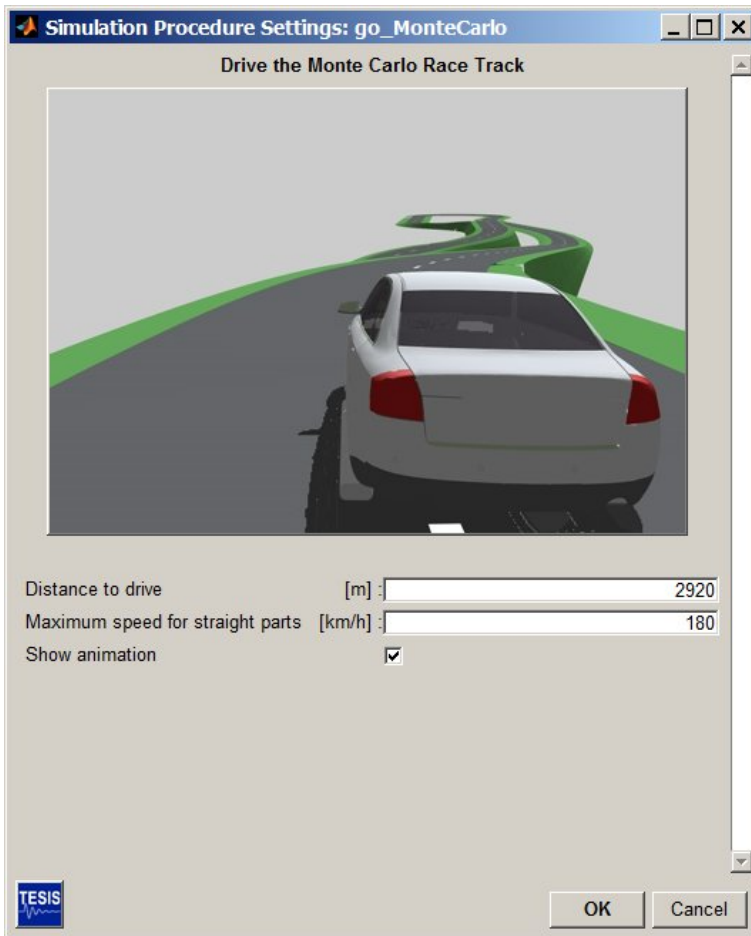 Simulation Procedure Settings: go_MonteCarlo
Drive the Monte Carlo Race Track
Distance to drive [m] : 2920
Maximum speed for straight parts [km/h] : 180
Show animation
TESIS
OK Cancel